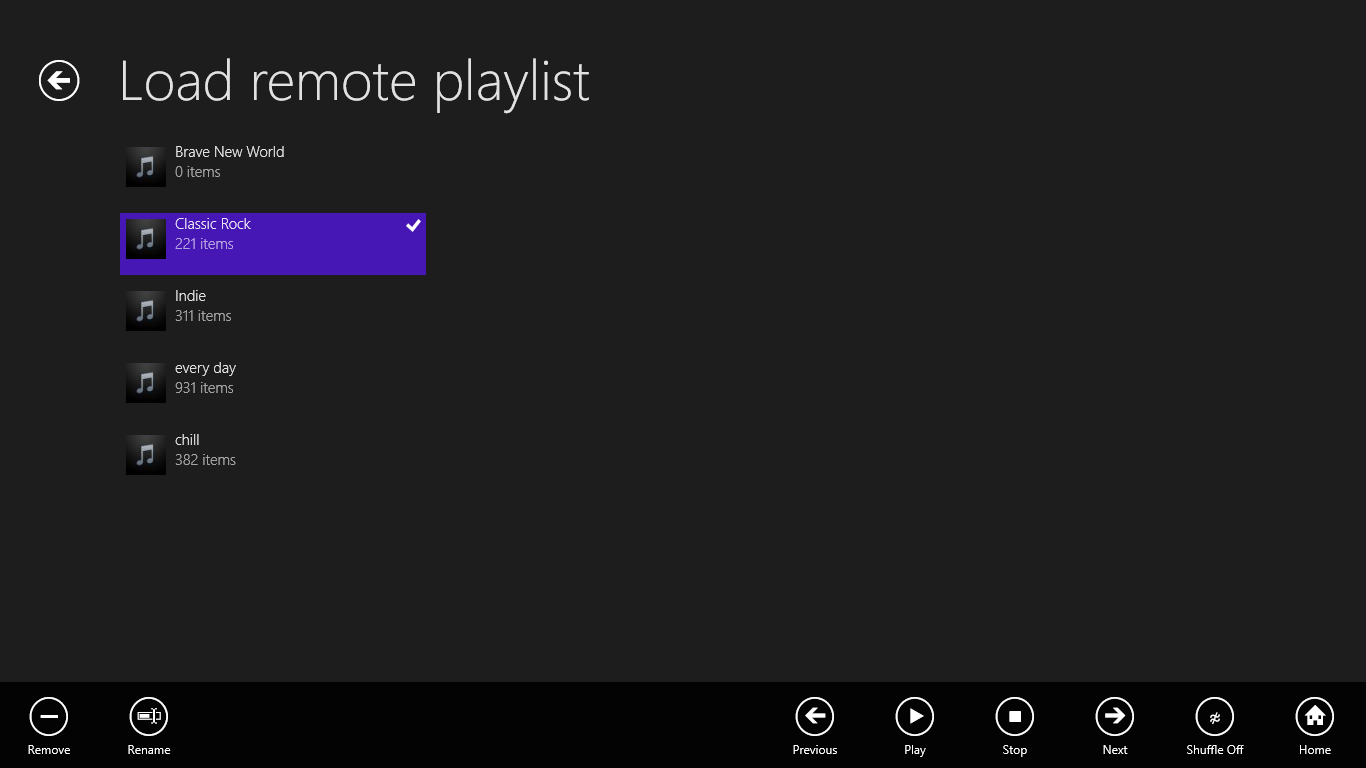 Load remote playlist
Brave New World
0 items
Classic Rock
221 items
Indie
311 items
every day
931 items
chill
382 items
Remove
Rename
Previous
Play
Stop
Next
Shuffle Off
Home